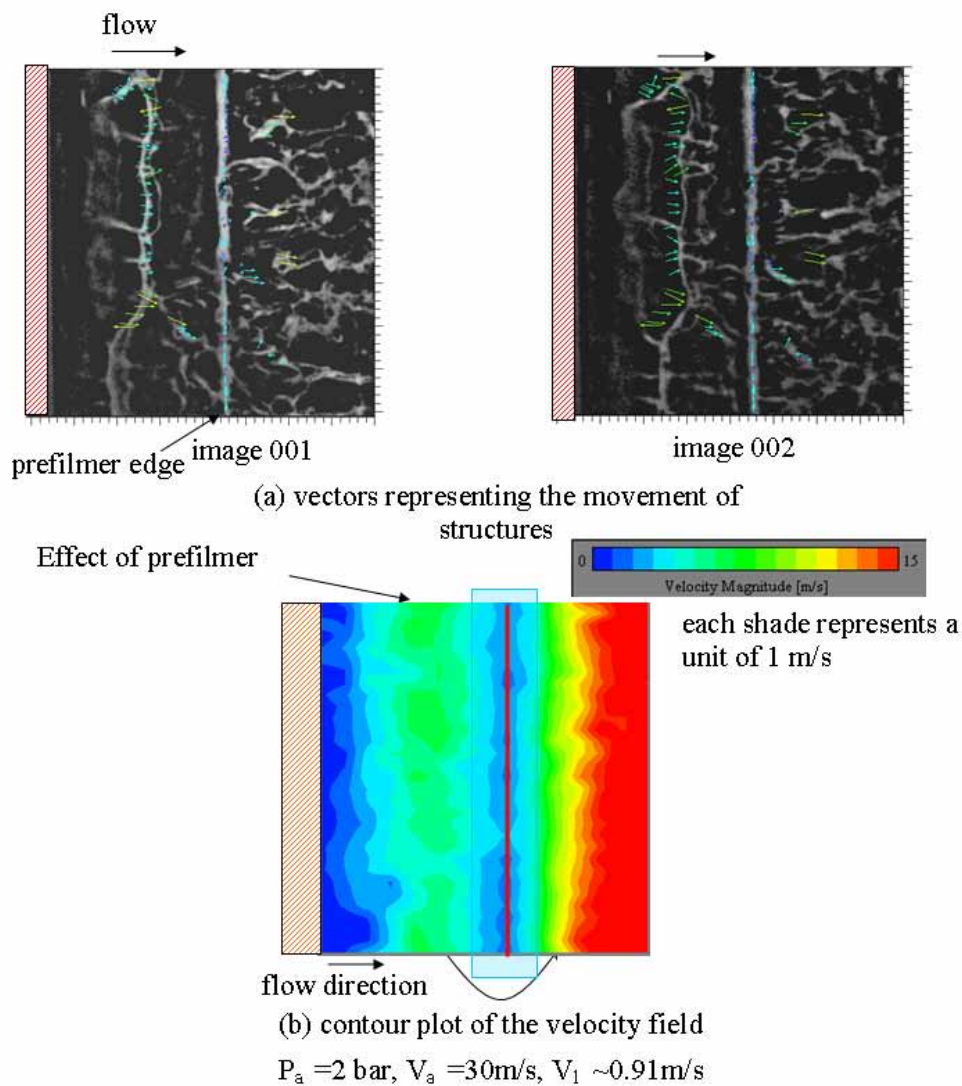 flow
prefilmer edge
image 001
image 002
(a) vectors representing the movement of
structures
Effect of prefilmer
0
15
Velocity Magnitude [m/s]
each shade represents a
unit of 1 m/s
flow direction
(b) contour plot of the velocity field
Pa =2 bar, Va =30m/s, Vl ~0.91m/s